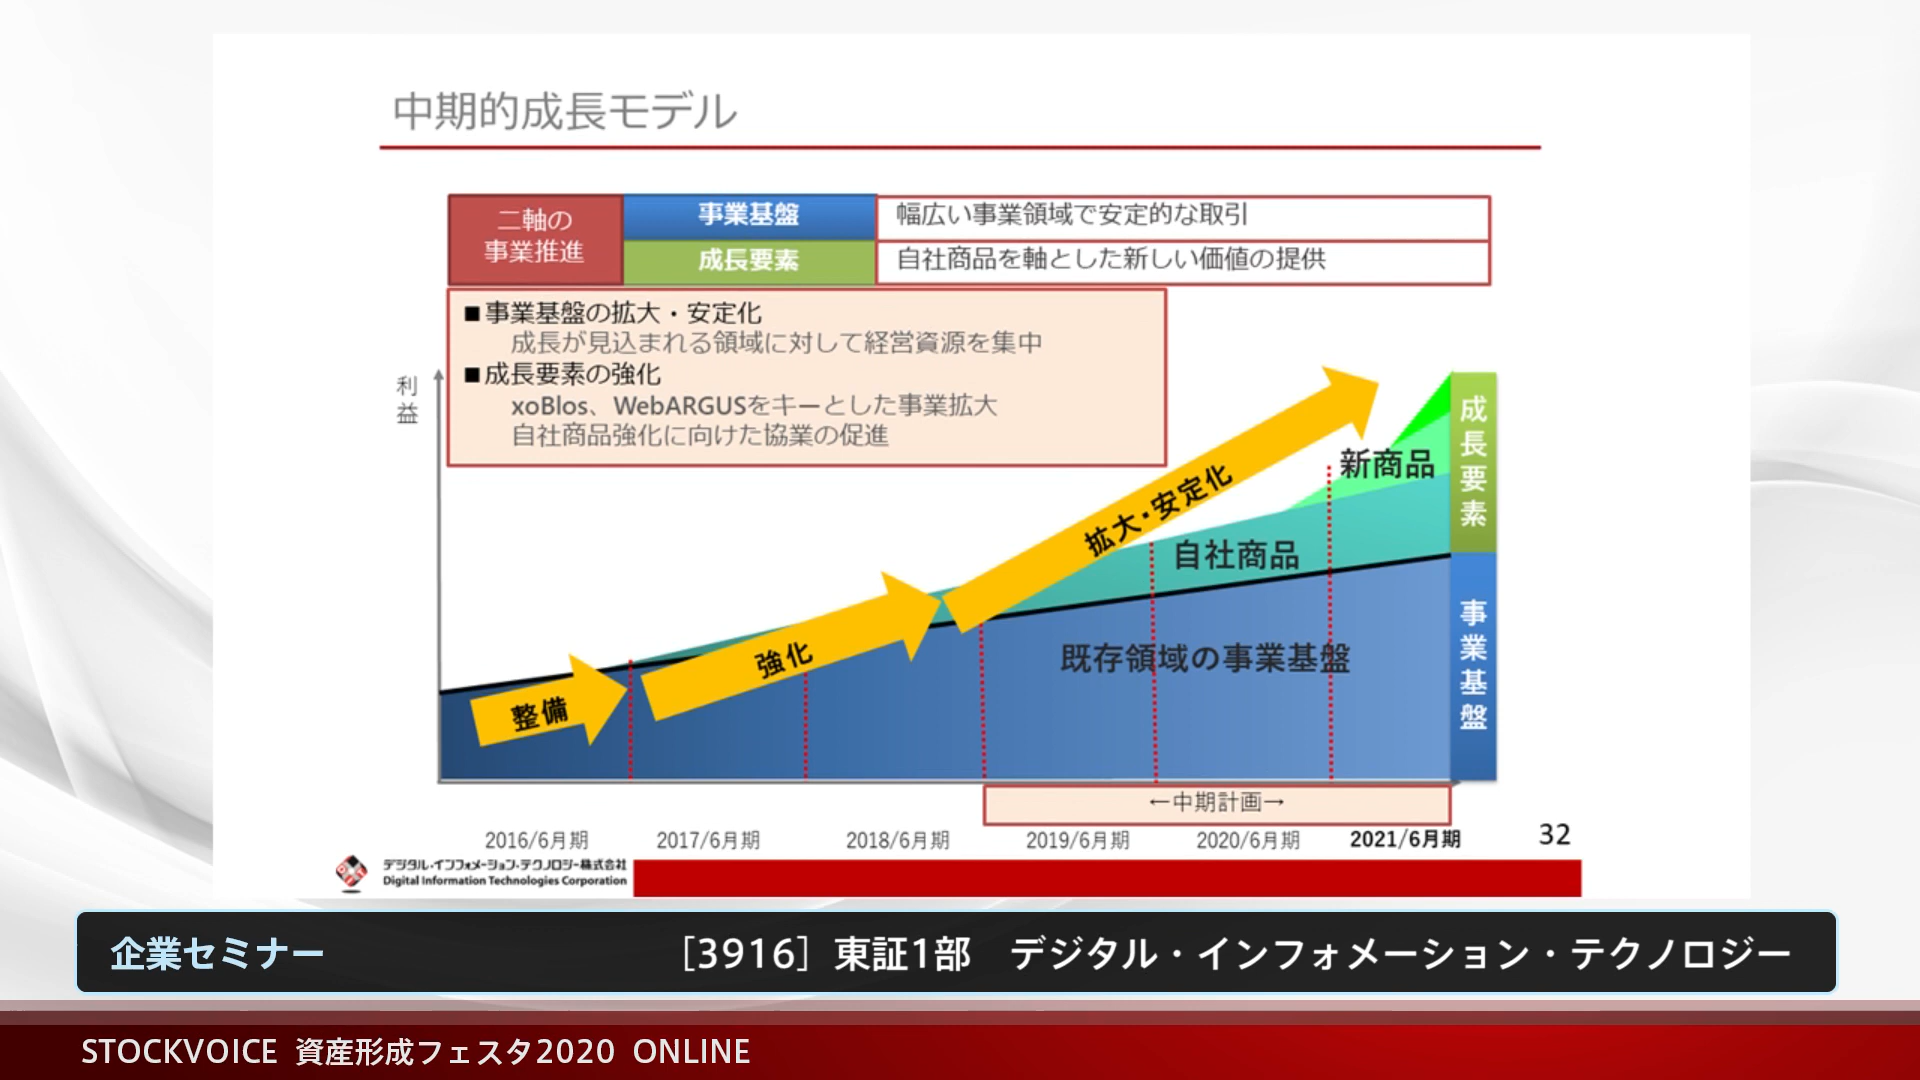 中期的成長モデル
二軸の
事業推進
事業基盤
幅広い事業領域で安定的な取引
成長要素
自社商品を軸とした新しい価値の提供
■事業基盤の拡大・安定化
成長が見込まれる領域に対して経営資源を集中
■成長要素の強化
xoBlos、WebARGUSをキーとした事業拡大
自社商品強化に向けた協業の促進
利益
整備
強化
拡大・安定化
新商品
自社商品
既存領域の事業基盤
成長要素
事業基盤
←中期計画→
2016/6月期
2017/6月期
2018/6月期
2019/6月期
2020/6月期
2021/6月期
32
デジタル・インフォメーション・テクノロジー株式会社
Digital Information Technologies Corporation
企業セミナー
［3916］東証1部　デジタル・インフォメーション・テクノロジー
STOCKVOICE 資産形成フェスタ2020 ONLINE